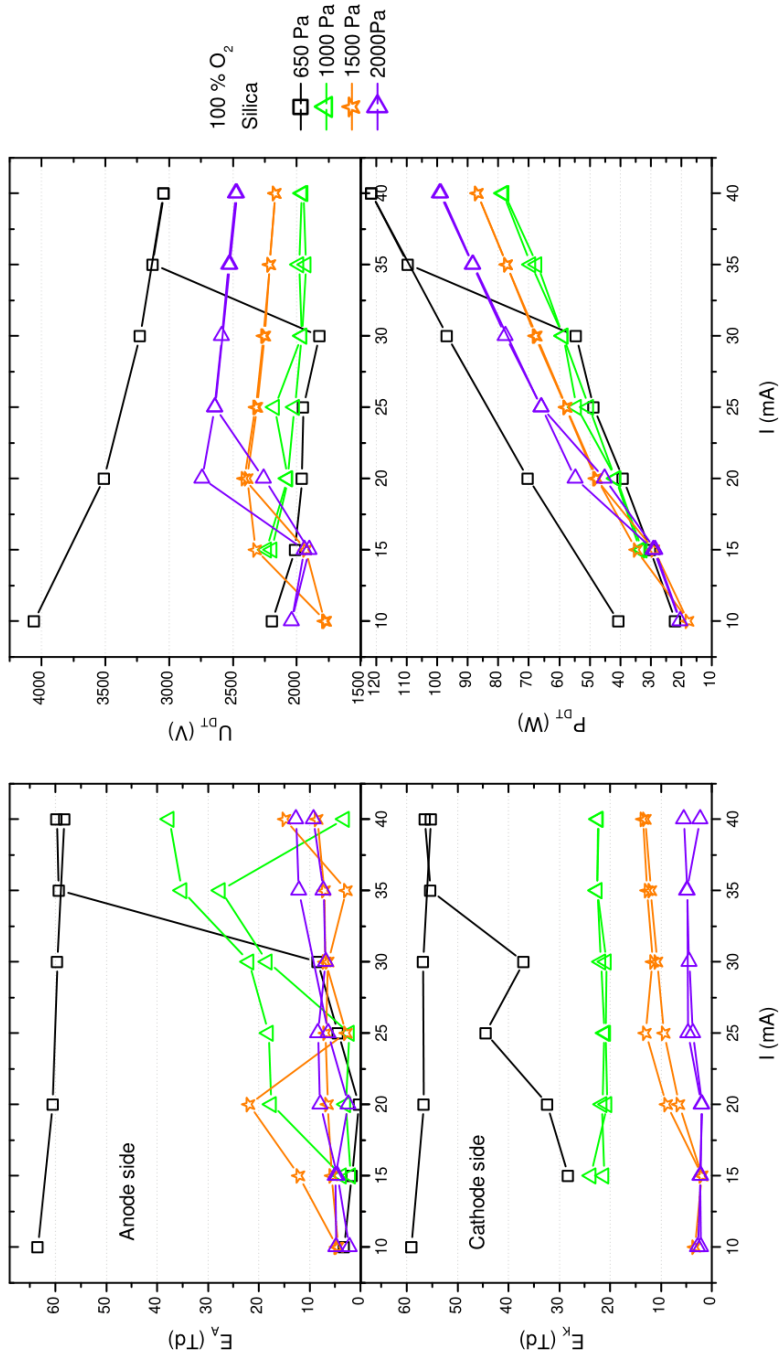 E_A (Td)
60
50
40
30
20
10
0
Anode side
E_K (Td)
60
50
40
30
20
10
0
Cathode side
10 15 20 25 30 35 40
I (mA)
U_DT (V)
4000
3500
3000
2500
2000
1500
P_DT (W)
120
110
100
90
80
70
60
50
40
30
20
10
10 15 20 25 30 35 40
I (mA)
100 % O₂
Silica
650 Pa
1000 Pa
1500 Pa
2000Pa